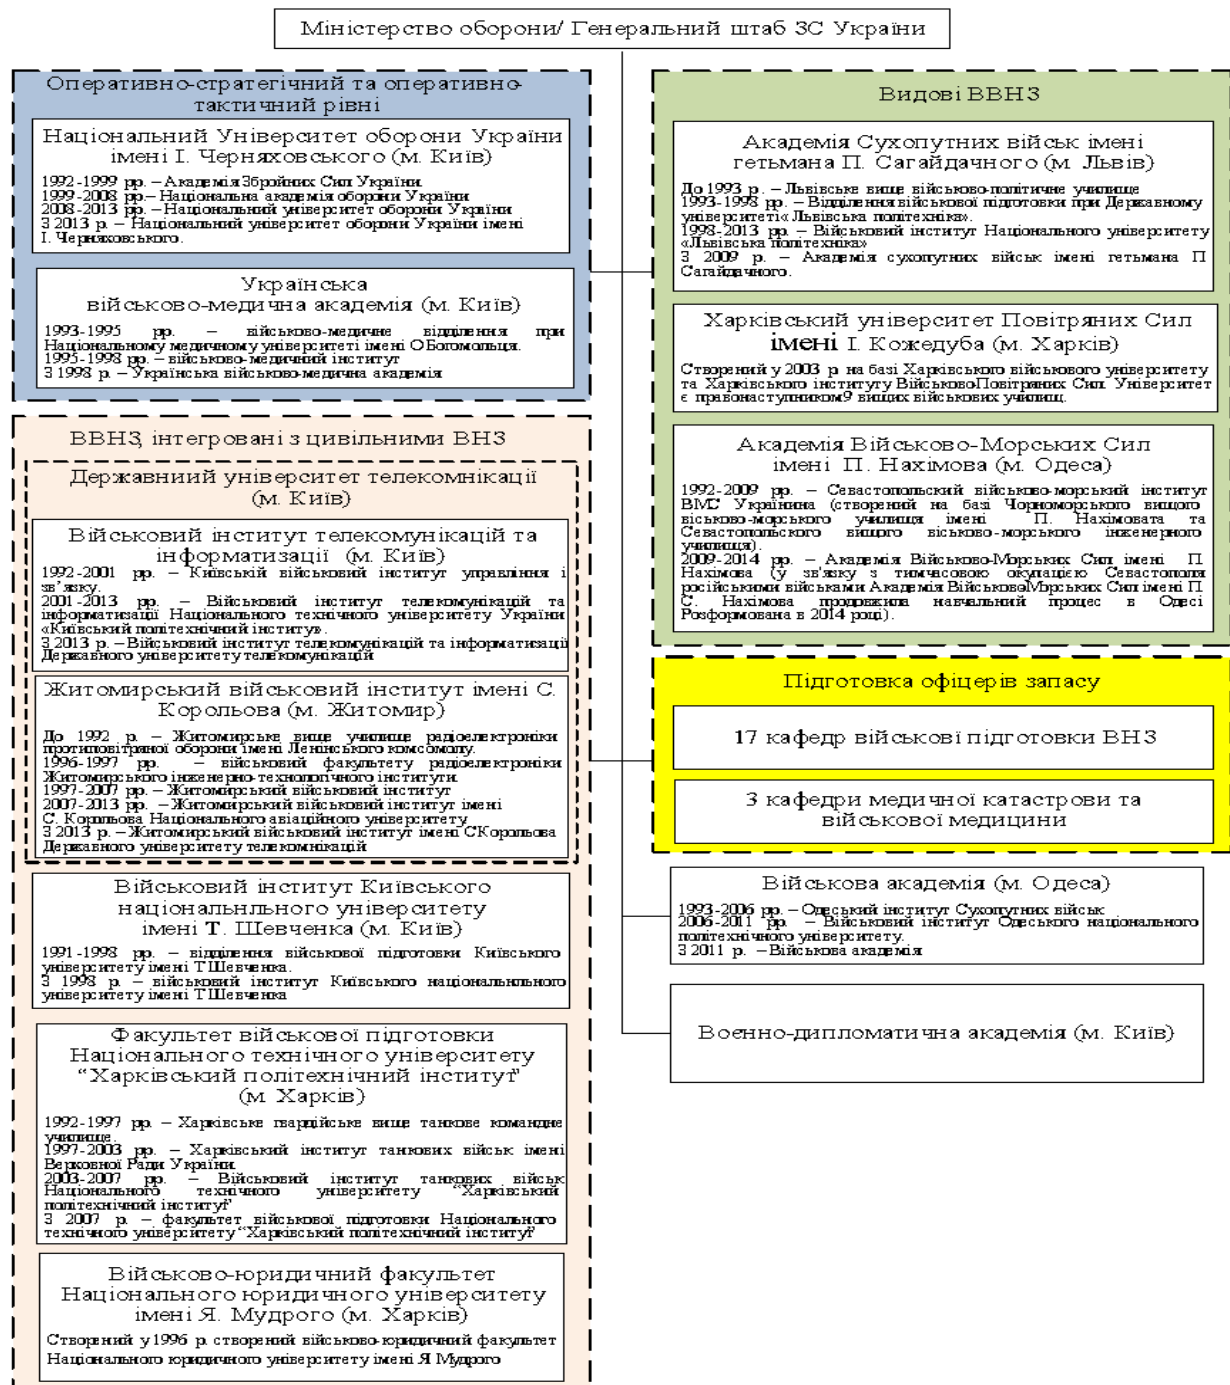 Міністерство оборони/ Генеральний штаб ЗС України
Оперативно-стратегічний та оперативно-
тактичний рівні
Національний Університет оборони України
імені І. Черняховського (м. Київ)
1992-1999 рр. – Академія Збройних Сил України.
1999-2008 рр.– Національна академія оборони України
2008-2013 рр. – Національний університет оборони України
З 2013 р. – Національний університет оборони України імені
І. Черняховського.
Українська
військово-медична академія (м. Київ)
1993-1995 рр. – військово-медичне відділення при
Національному медичному університеті імені О.Богомольця.
1995-1998 рр. – військово-медичний інститут
З 1998 р. – Українська військово-медична академія
ВВНЗ, інтегровані з цивільними ВНЗ
Державниий університет телекомнікації
(м. Київ)
Військовий інститут телекомунікацій та
інформатизації (м. Київ)
1992-2001 рр. – Київській військовий інститут управління і
зв’язку.
2001-2013 рр. – Військовий інститут телекомунікацій та
інформатизації Національного технічного університету України
«Київський політехнічний інститу».
З 2013 р. – Військовий інститут телекомунікацій та інформатизації
Державного університету телекомунікацій
Житомирський військовий інститут імені С.
Корольова (м. Житомир)
До 1992 р. – Житомирське вище училище радіоелектроніки
протиповітряної оборони імені Ленінського комсомолу.
1996-1997 рр. – військовий факультету радіоелектроніки
Житомирського інженерно-технологічного інститути.
1997-2007 рр. – Житомирський військовий інститут
2007-2013 рр. – Житомирський військовий інститут імені
С. Корольова Національного авіаційного університету
З 2013 р. – Житомирський військовий інститут імені С.Корольова
Державного університету телекомнікацій
Військовий інститут Київського
національнльного університету
імені Т. Шевченка (м. Київ)
1991-1998 рр. – відділення військової підготовки Київського
університету імені Т.Шевченка.
З 1998 р. – військовий інститут Київського національнльного
університету імені Т.Шевченка
Факультет військової підготовки
Національного технічного університету
“Харківський політехнічний інститут”
(м. Харків)
1992-1997 рр. – Харківське гвардійське вище танкове командне
училище.
1997-2003 рр. – Харківський інститут танкових військ імені
Верховної Ради України.
2003-2007 рр. – Військовий інститут танкових військ
Національного технічного університету “Харківський
політехнічний інститут”
З 2007 р. – факультет військової підготовки Національного
технічного університету “Харківський політехнічний інститут”
Військово-юридичний факультет
Національного юридичного університету
імені Я. Мудрого (м. Харків)
Створений у 1996 р. створений військово-юридичний факультет
Національного юридичного університету імені Я. Мудрого
Видові ВВНЗ
Академія Сухопутних військ імені
гетьмана П. Сагайдачного (м. Львів)
До 1993 р. – Львівське вище військово-політичне училище
1993-1998 рр. – Відділення військової підготовки при Державному
університеті «Львівська політехніка».
1998-2013 рр. – Військовий інститут Національного університету
«Львівська політехніка»
З 2009 р. – Академія сухопутних військ імені гетьмана П.
Сагайдачного.
Харківський університет Повітряних Сил
імені І. Кожедуба (м. Харків)
Створений у 2003 р. на базі Харківського військового університету
та Харківського інституту Військово-Повітряних Сил. Університет
є правонаступником 9 вищих військових училищ.
Академія Військово-Морських Сил
імені П. Нахімова (м. Одеса)
1992-2009 рр. – Севастопольский військово-морський інститут
ВМС Українина (створений на базі Чорноморського вищого
віськово-морського училища імені П. Нахімовата та
Севастопольского вищого віськово-морського інженерного
училища).
2009-2014 рр. – Академія Військово-Морських Сил імені П.
Нахімова (у зв’язку з тимчасовою окупацією Севастополя
російськими військами Академія Військово-Морських Сил імені П.
С. Нахімова продовжила навчальний процес в Одесі.
Розформована в 2014 році).
Підготовка офіцерів запасу
17 кафедр військові підготовки ВНЗ
3 кафедри медичної катастрови та
військової медицини
Військова академія (м. Одеса)
1993-2006 рр. – Одеський інститут Сухопутних військ
2006-2011 рр. – Військовий інститут Одеського національного
політехнічного університету.
З 2011 р. – Військова академія
Воєнно-дипломатична академія (м. Київ)